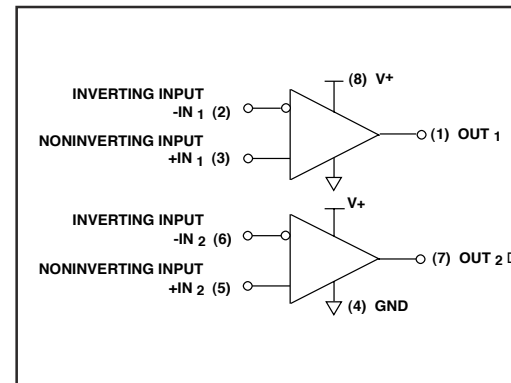 (8) V+
INVERTING INPUT
-IN 1 (2)
(1) OUT 1
NONINVERTING INPUT
+IN 1 (3)
V+
INVERTING INPUT
-IN 2 (6)
(7) OUT 2
NONINVERTING INPUT
+IN 2 (5)
(4) GND